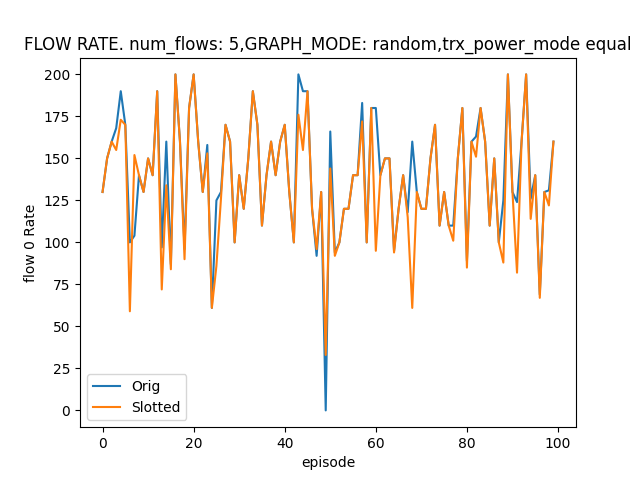 FLOW RATE. num_flows: 5,GRAPH_MODE: random,trx_power_mode equal
200
175
150
125
100
75
50
25
0
flow 0 Rate
Orig
Slotted
0 20 40 60 80 100
episode